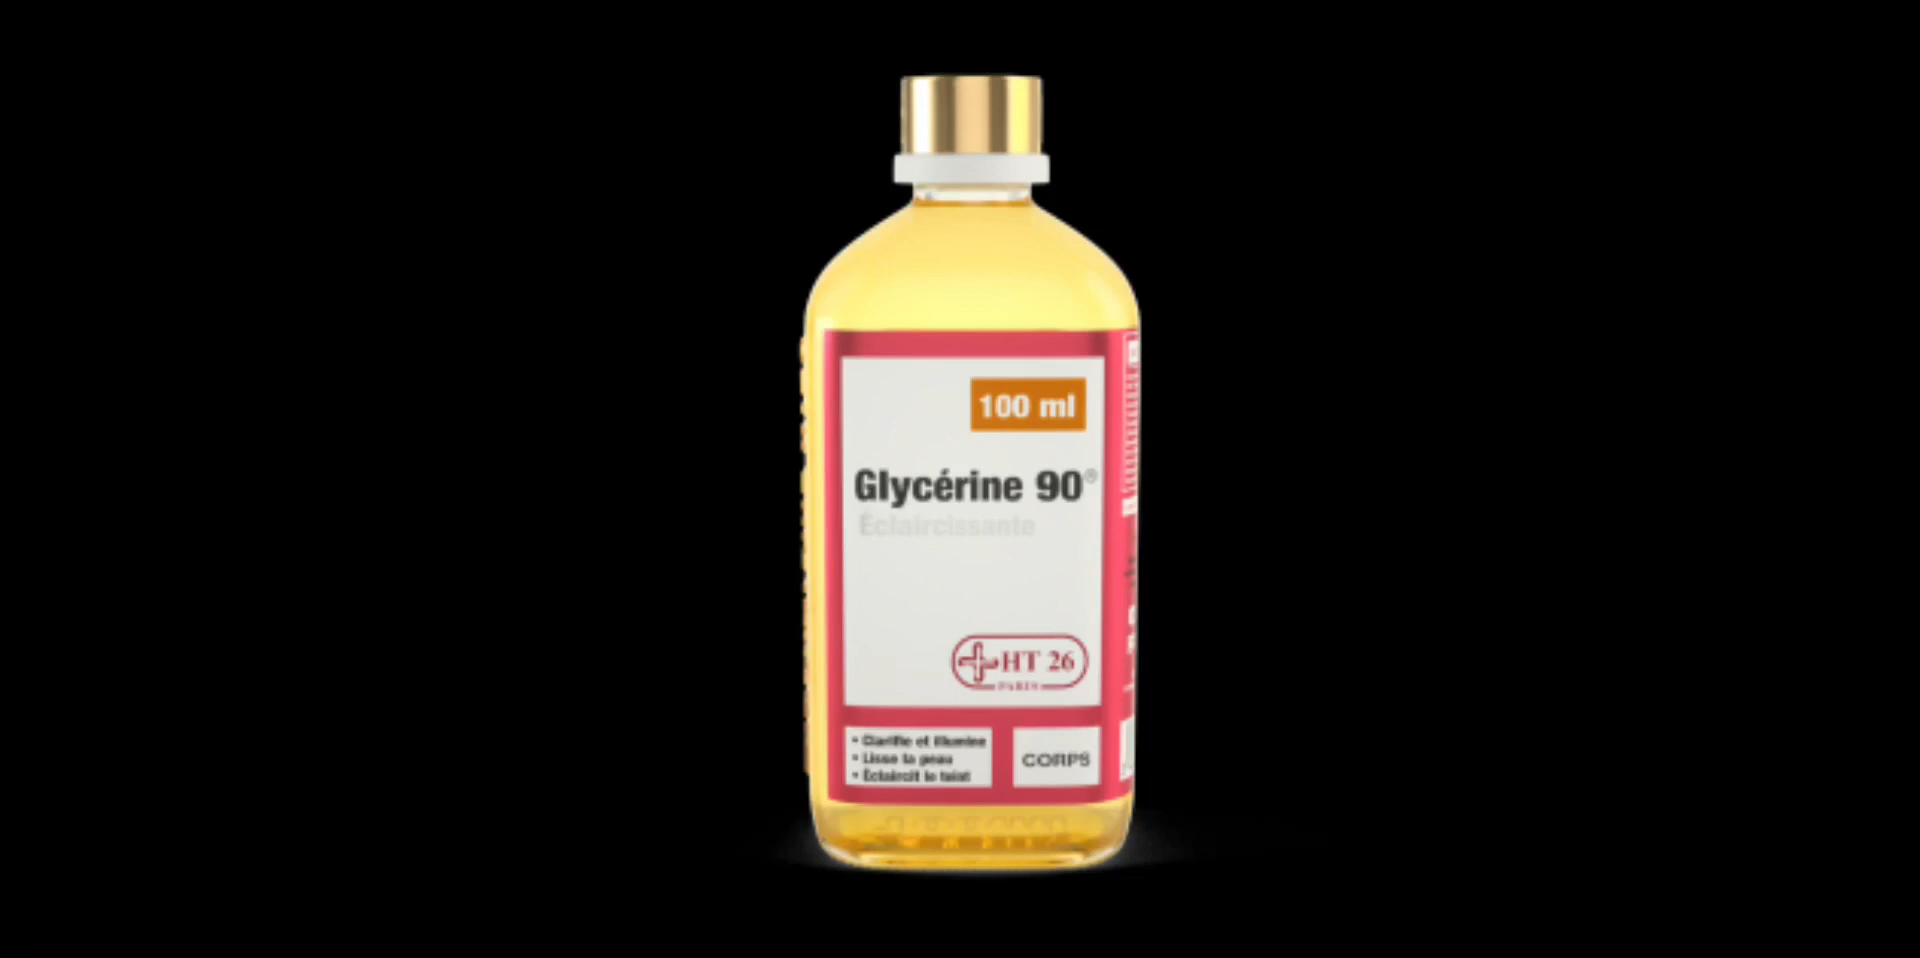 100 ml
Glycérine 90®
Éclaircissante
HT 26
PARIS
• Clarifie et illumine
• Lisse la peau
• Éclaircit le teint
CORPS